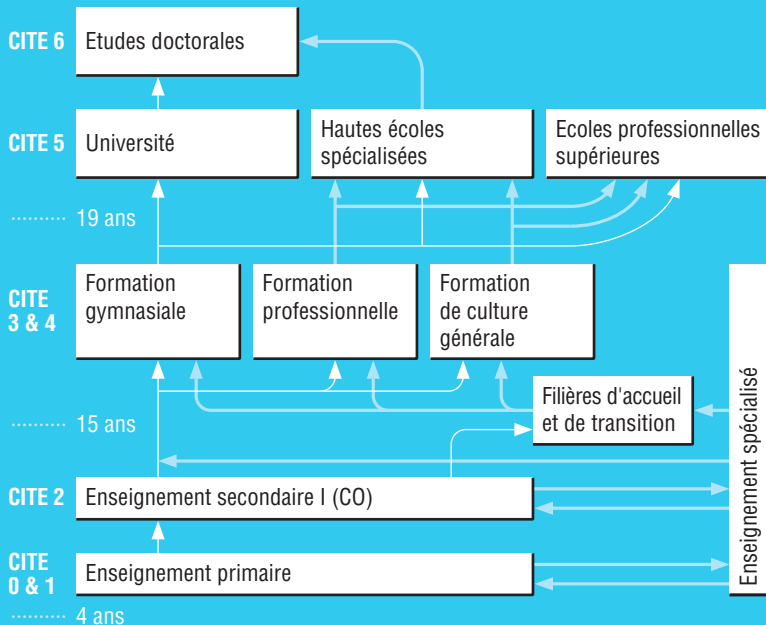 CITE 6
Etudes doctorales
CITE 5
Université
Hautes écoles
spécialisées
Ecoles professionnelles
supérieures
.......... 19 ans
CITE
3 & 4
Formation
gymnasiale
Formation
professionnelle
Formation
de culture
générale
Filières d'accueil
et de transition
.......... 15 ans
Enseignement spécialisé
CITE 2
Enseignement secondaire I (CO)
CITE
0 & 1
Enseignement primaire
.......... 4 ans